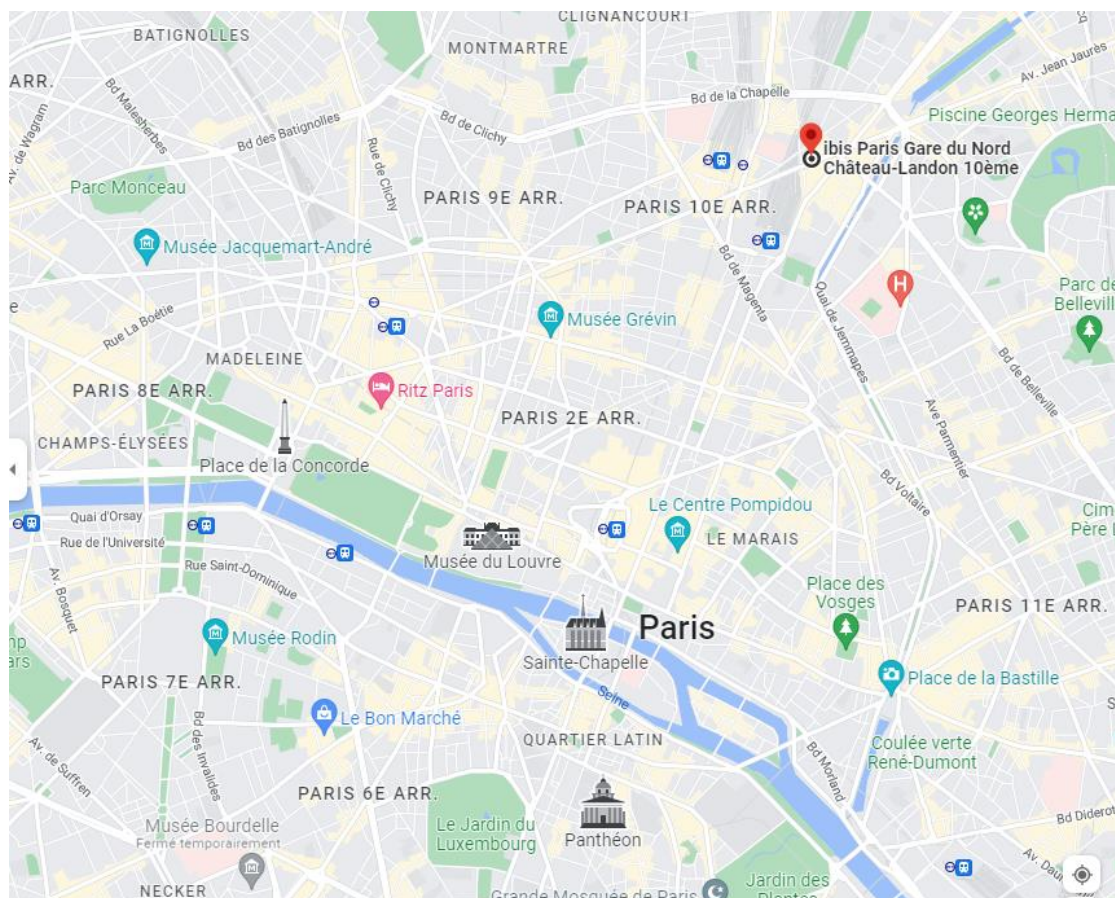 CLIGNANCOURT
BATIGNOLLES
MONTMARTRE
ARR.
Av. de Wagram
Bd Malesherbes
Bd des Batignolles
Rue de Clichy
Bd de Clichy
Bd de la Chapelle
Av. Jean Jaurès
Piscine Georges Herma
ibis Paris Gare du Nord
Château-Landon 10ème
Parc Monceau
PARIS 9E ARR.
PARIS 10E ARR.
Musée Jacquemart-André
Bd de Magenta
Quai de Jemmapes
H
Parc de
Belleville
Rue La Boétie
Musée Grévin
MADELEINE
PARIS 8E ARR.
Ritz Paris
PARIS 2E ARR.
Bd de Belleville
Ave Parmentier
CHAMPS-ÉLYSÉES
Place de la Concorde
Bd Voltaire
Quai d'Orsay
Rue de l'Université
Le Centre Pompidou
LE MARAIS
Cim
Père L
Musée du Louvre
Rue Saint-Dominique
Av. Bosquet
Place des
Vosges
PARIS 11E ARR.
Musée Rodin
Paris
Sainte-Chapelle
mp
ars
PARIS 7E ARR.
Seine
Place de la Bastille
Le Bon Marché
QUARTIER LATIN
Coulée verte
René-Dumont
Bd des Invalides
Av. de Suffren
Bd Morland
PARIS 6E ARR.
Le Jardin du
Luxembourg
Panthéon
Bd Diderot
Musée Bourdelle
Fermé temporairement
NECKER
Grande Mosquée de Paris
Jardin des
Plantes